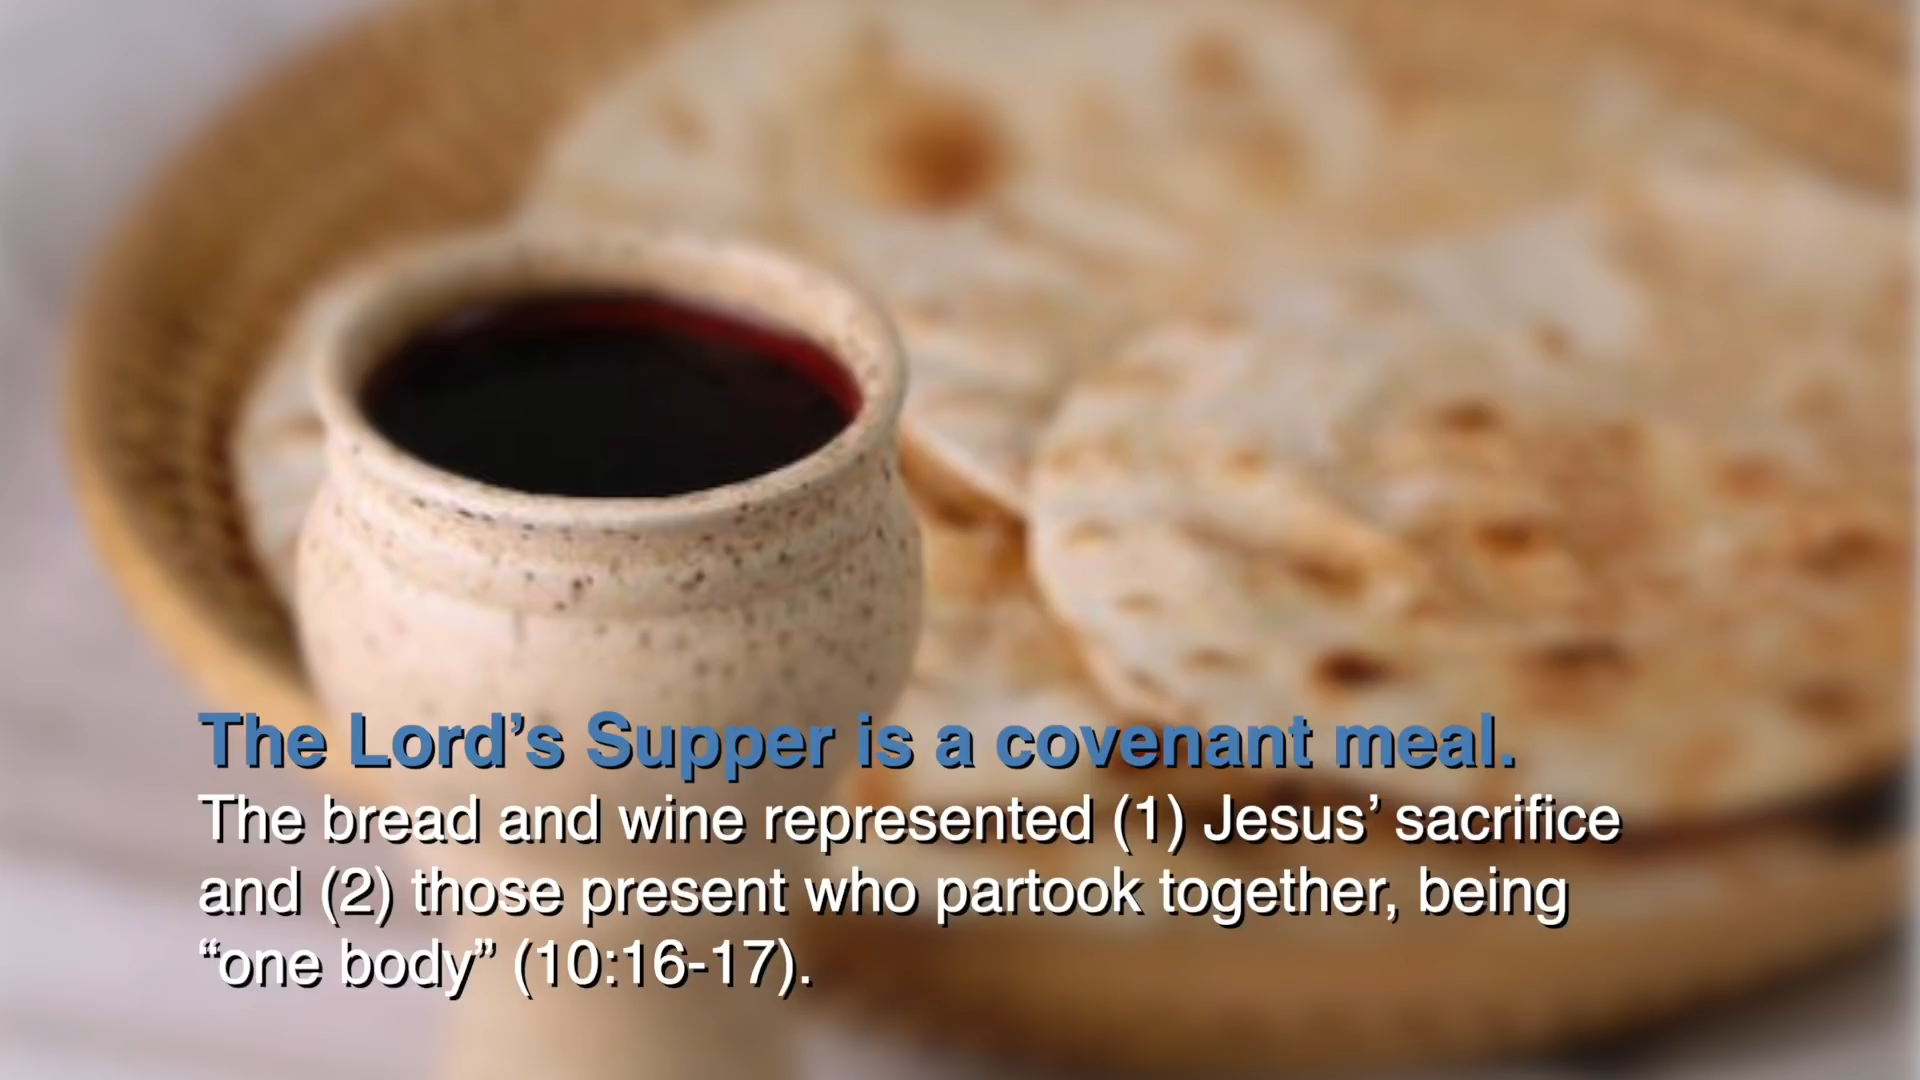 The Lord’s Supper is a covenant meal.
The bread and wine represented (1) Jesus’ sacrifice
and (2) those present who partook together, being
“one body” (10:16-17).